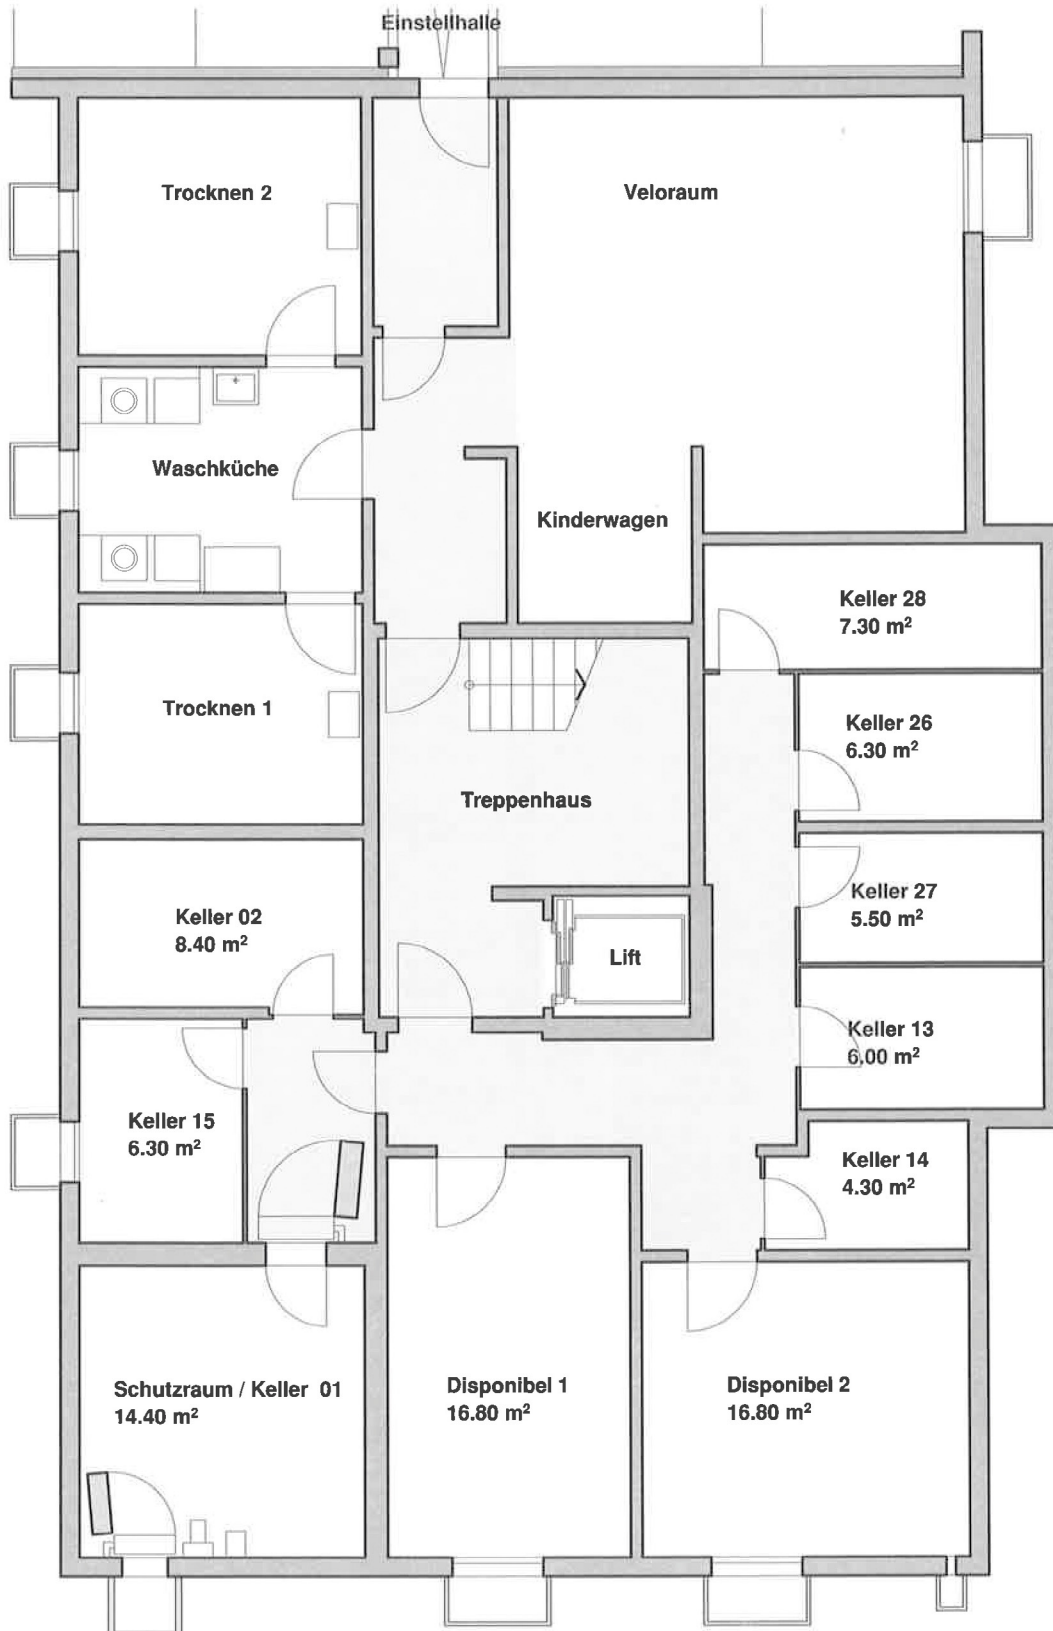 Einstellhalle
Trocknen 2
Veloraum
Waschküche
Kinderwagen
Keller 28
7.30 m²
Trocknen 1
Keller 26
6.30 m²
Treppenhaus
Keller 27
5.50 m²
Keller 02
8.40 m²
Lift
Keller 13
6.00 m²
Keller 15
6.30 m²
Keller 14
4.30 m²
Schutzraum / Keller 01
14.40 m²
Disponibel 1
16.80 m²
Disponibel 2
16.80 m²